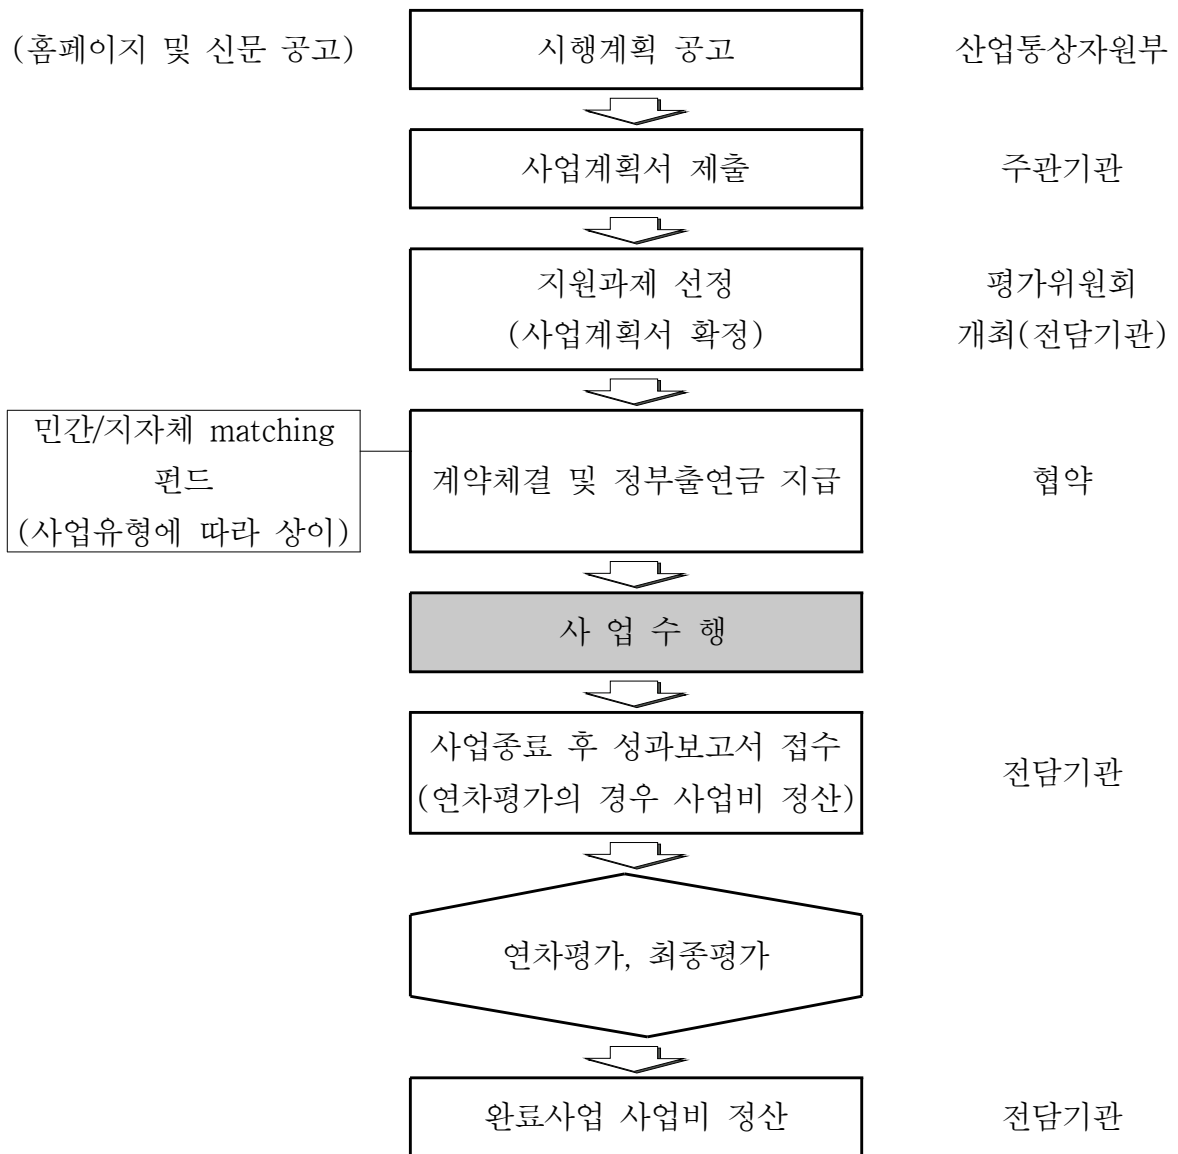 (홈페이지 및 신문 공고)
시행계획 공고
산업통상자원부
사업계획서 제출
주관기관
지원과제 선정
(사업계획서 확정)
평가위원회
개최(전담기관)
민간/지자체 matching
펀드
(사업유형에 따라 상이)
계약체결 및 정부출연금 지급
협약
사 업 수 행
사업종료 후 성과보고서 접수
(연차평가의 경우 사업비 정산)
전담기관
연차평가, 최종평가
완료사업 사업비 정산
전담기관